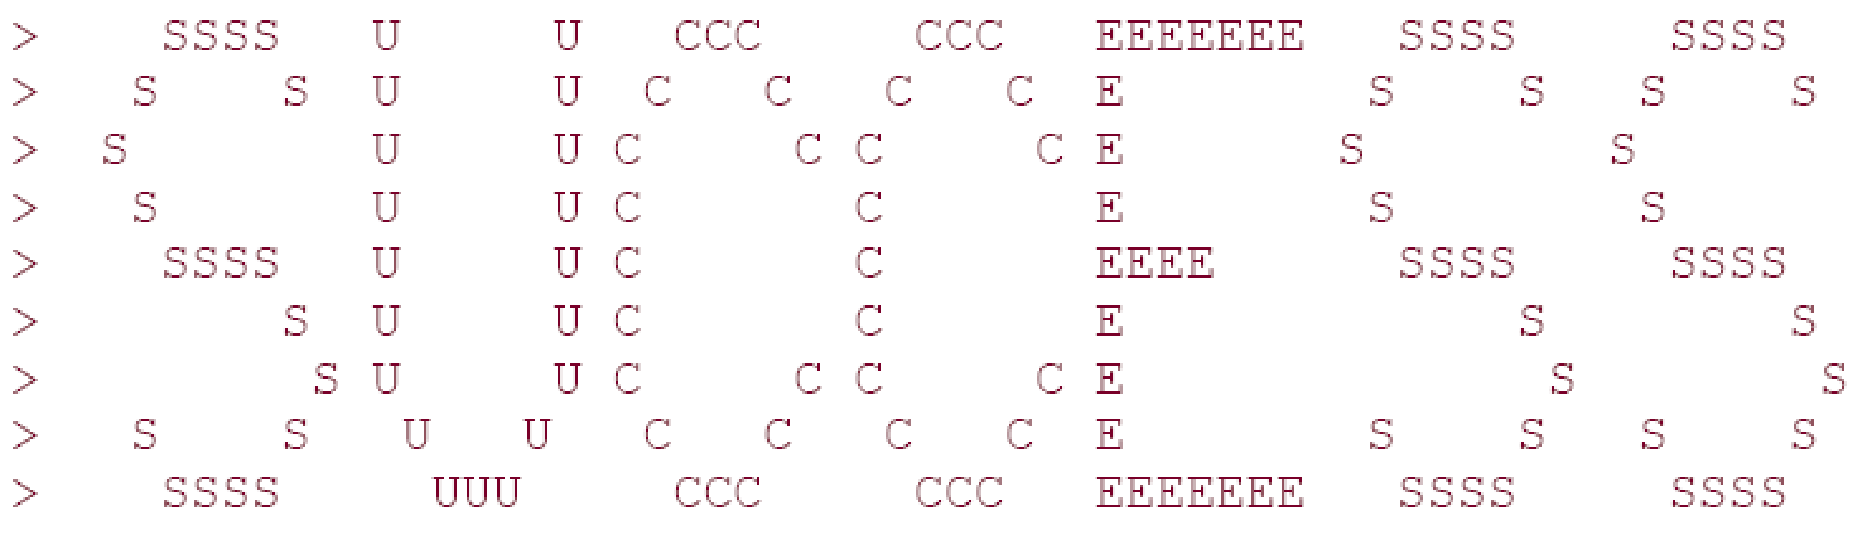 >    SSSS   U     U   CCC     CCC   EEEEEEE   SSSS     SSSS
>   S    S  U     U  C   C   C   C  E        S    S   S    S
>  S        U     U C     C C     C E       S        S
>   S       U     U C       C       E        S        S
>    SSSS   U     U C       C       EEEE      SSSS     SSSS
>        S  U     U C       C       E             S        S
>         S U     U C     C C     C E              S        S
>   S    S   U   U   C   C   C   C  E        S    S   S    S
>    SSSS     UUU     CCC     CCC   EEEEEEE   SSSS     SSSS